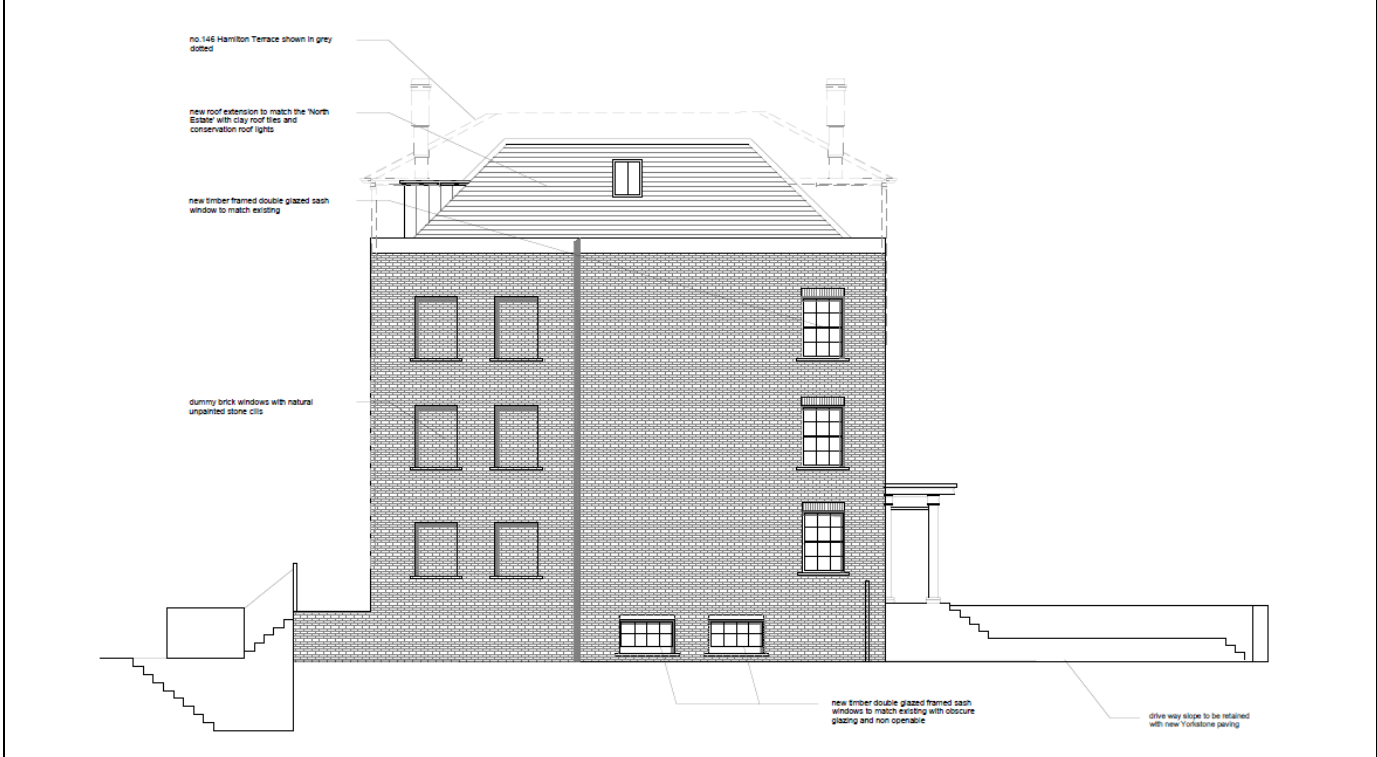 no.146 Hamilton Terrace shown in grey
dotted
new roof extension to match the 'North
Estate' with clay roof tiles and
conservation roof lights
new timber framed double glazed sash
window to match existing
dummy brick windows with natural
unpainted stone cills
new timber double glazed framed sash
windows to match existing with obscure
glazing and non openable
drive way slope to be retained
with new Yorkstone paving